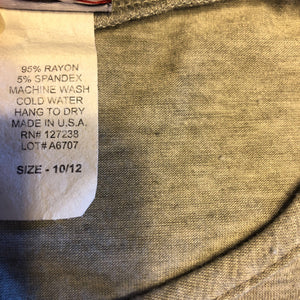 95% RAYON
5% SPANDEX
MACHINE WASH
COLD WATER
HANG TO DRY
MADE IN U.S.A.
RN# 127238
LOT# A6707
SIZE - 10/12